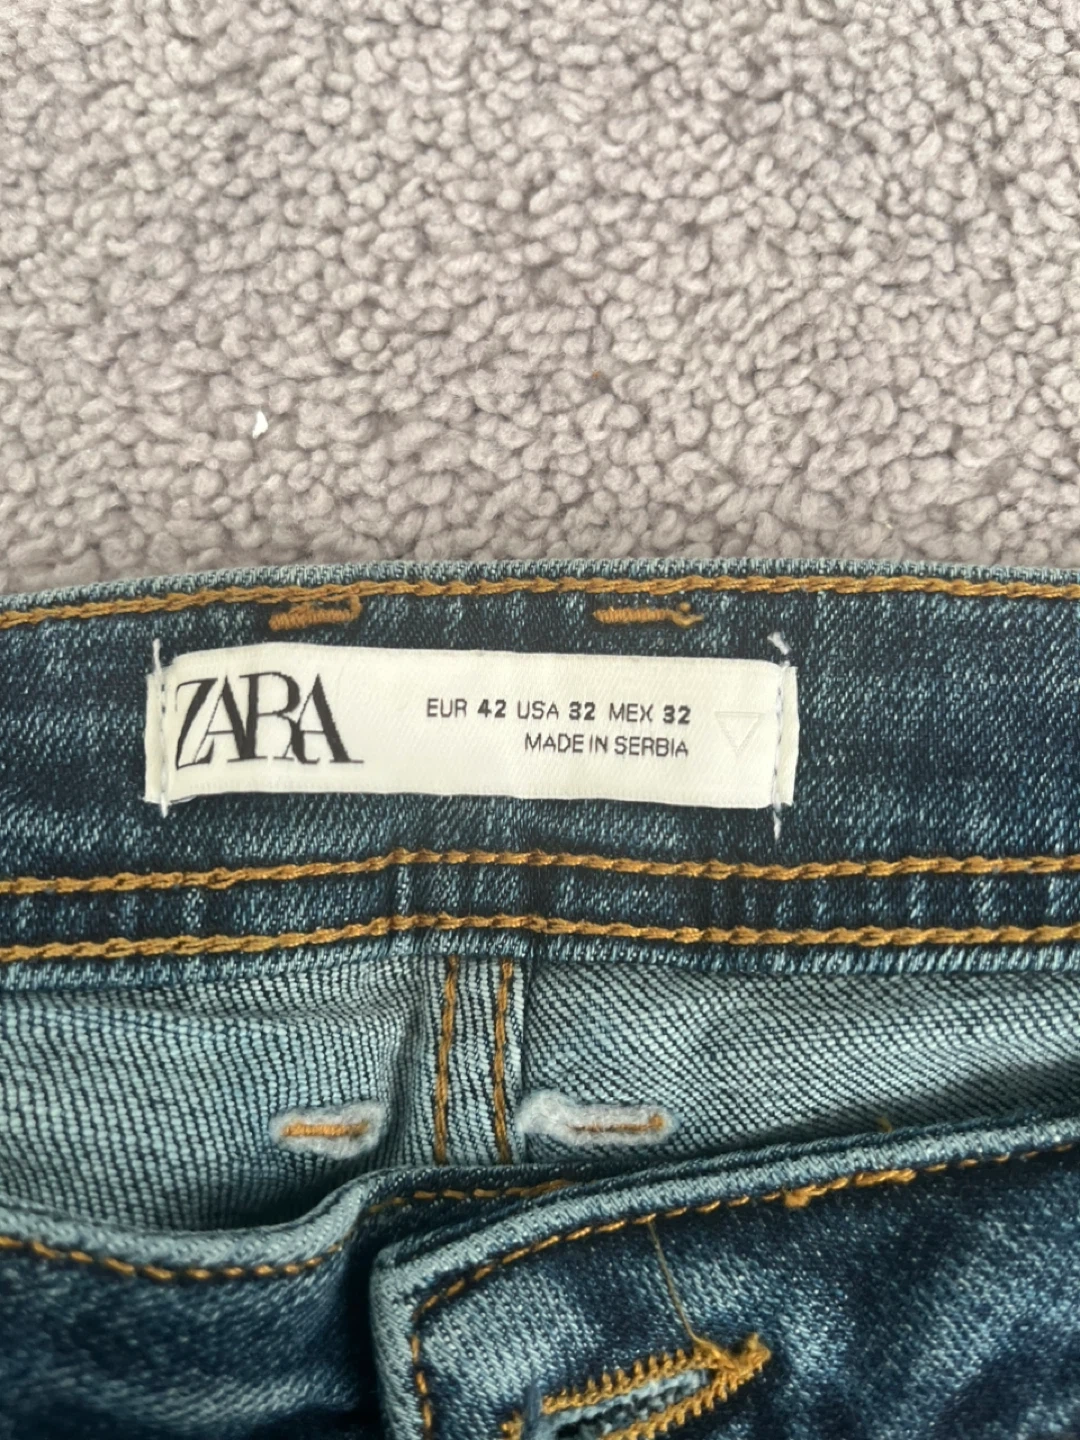 ZARA
EUR 42 USA 32 MEX 32
MADE IN SERBIA